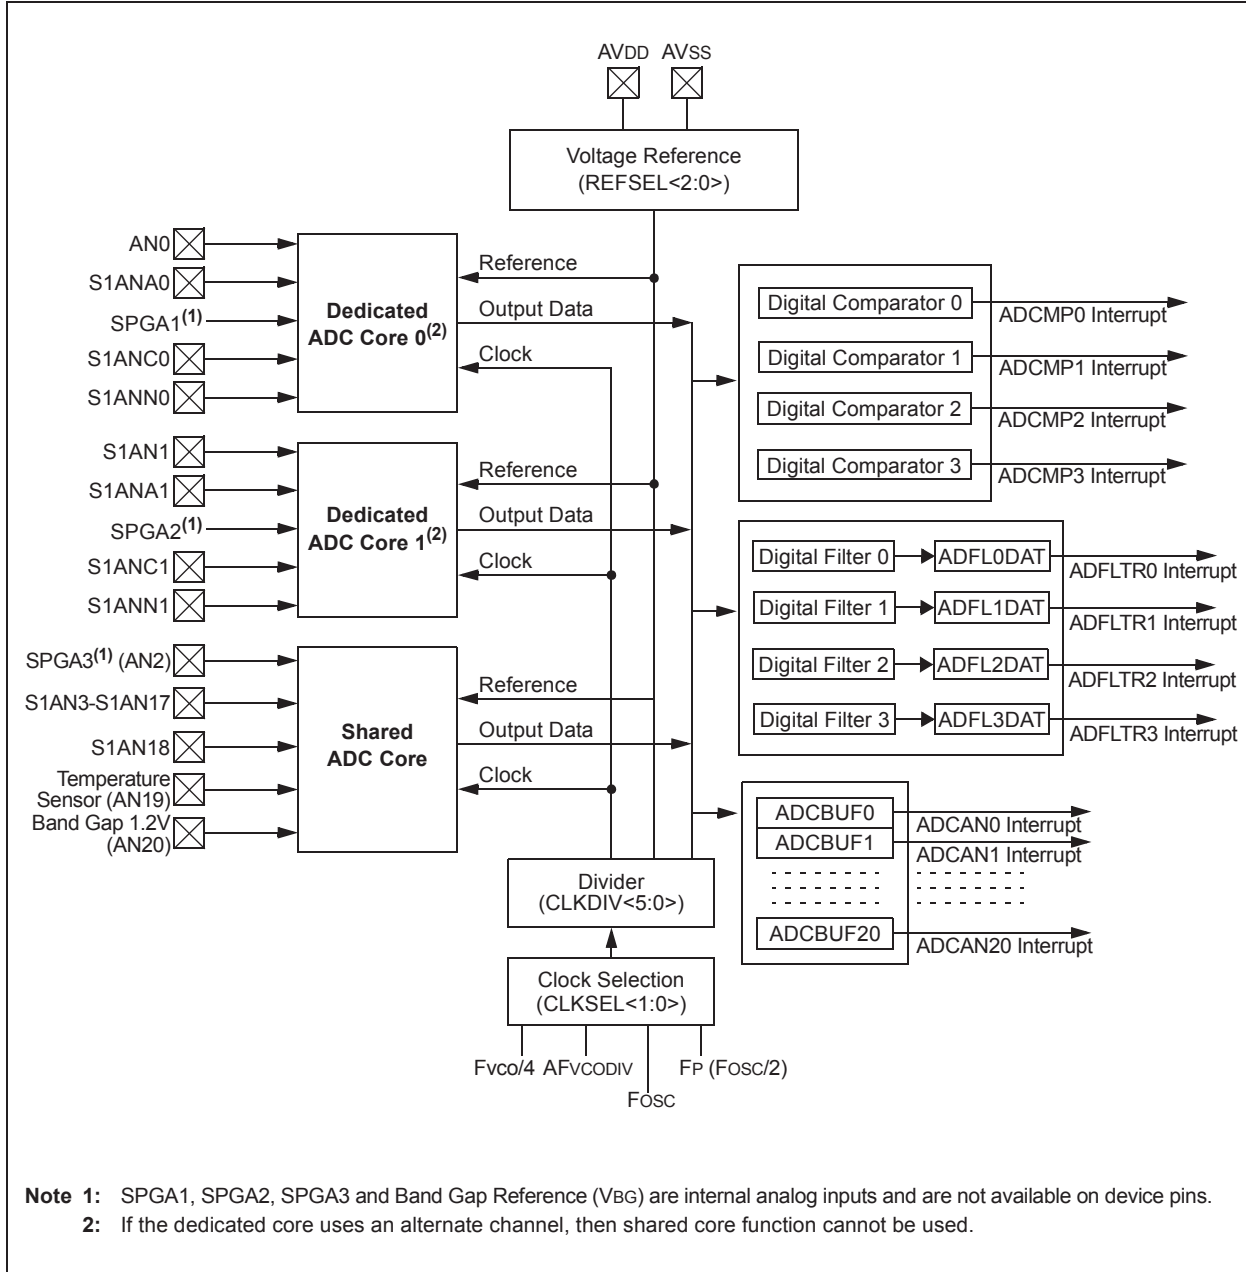 AVDD AVSS
Voltage Reference
(REFSEL<2:0>)
AN0
S1ANA0
SPGA1(1)
S1ANC0
S1ANN0
Dedicated
ADC Core 0(2)
Reference
Output Data
Clock
S1AN1
S1ANA1
SPGA2(1)
S1ANC1
S1ANN1
Dedicated
ADC Core 1(2)
Reference
Output Data
Clock
SPGA3(1) (AN2)
S1AN3-S1AN17
S1AN18
Temperature
Sensor (AN19)
Band Gap 1.2V
(AN20)
Shared
ADC Core
Reference
Output Data
Clock
Digital Comparator 0
ADCMP0 Interrupt
Digital Comparator 1
ADCMP1 Interrupt
Digital Comparator 2
ADCMP2 Interrupt
Digital Comparator 3
ADCMP3 Interrupt
Digital Filter 0 ADFL0DAT
ADFLTR0 Interrupt
Digital Filter 1 ADFL1DAT
ADFLTR1 Interrupt
Digital Filter 2 ADFL2DAT
ADFLTR2 Interrupt
Digital Filter 3 ADFL3DAT
ADFLTR3 Interrupt
ADCBUF0
ADCAN0 Interrupt
ADCBUF1
ADCAN1 Interrupt
ADCBUF20
ADCAN20 Interrupt
Divider
(CLKDIV<5:0>)
Clock Selection
(CLKSEL<1:0>)
Fvco/4 AFVCODIV FP (FOSC/2)
FOSC
Note 1: SPGA1, SPGA2, SPGA3 and Band Gap Reference (VBG) are internal analog inputs and are not available on device pins.
2: If the dedicated core uses an alternate channel, then shared core function cannot be used.